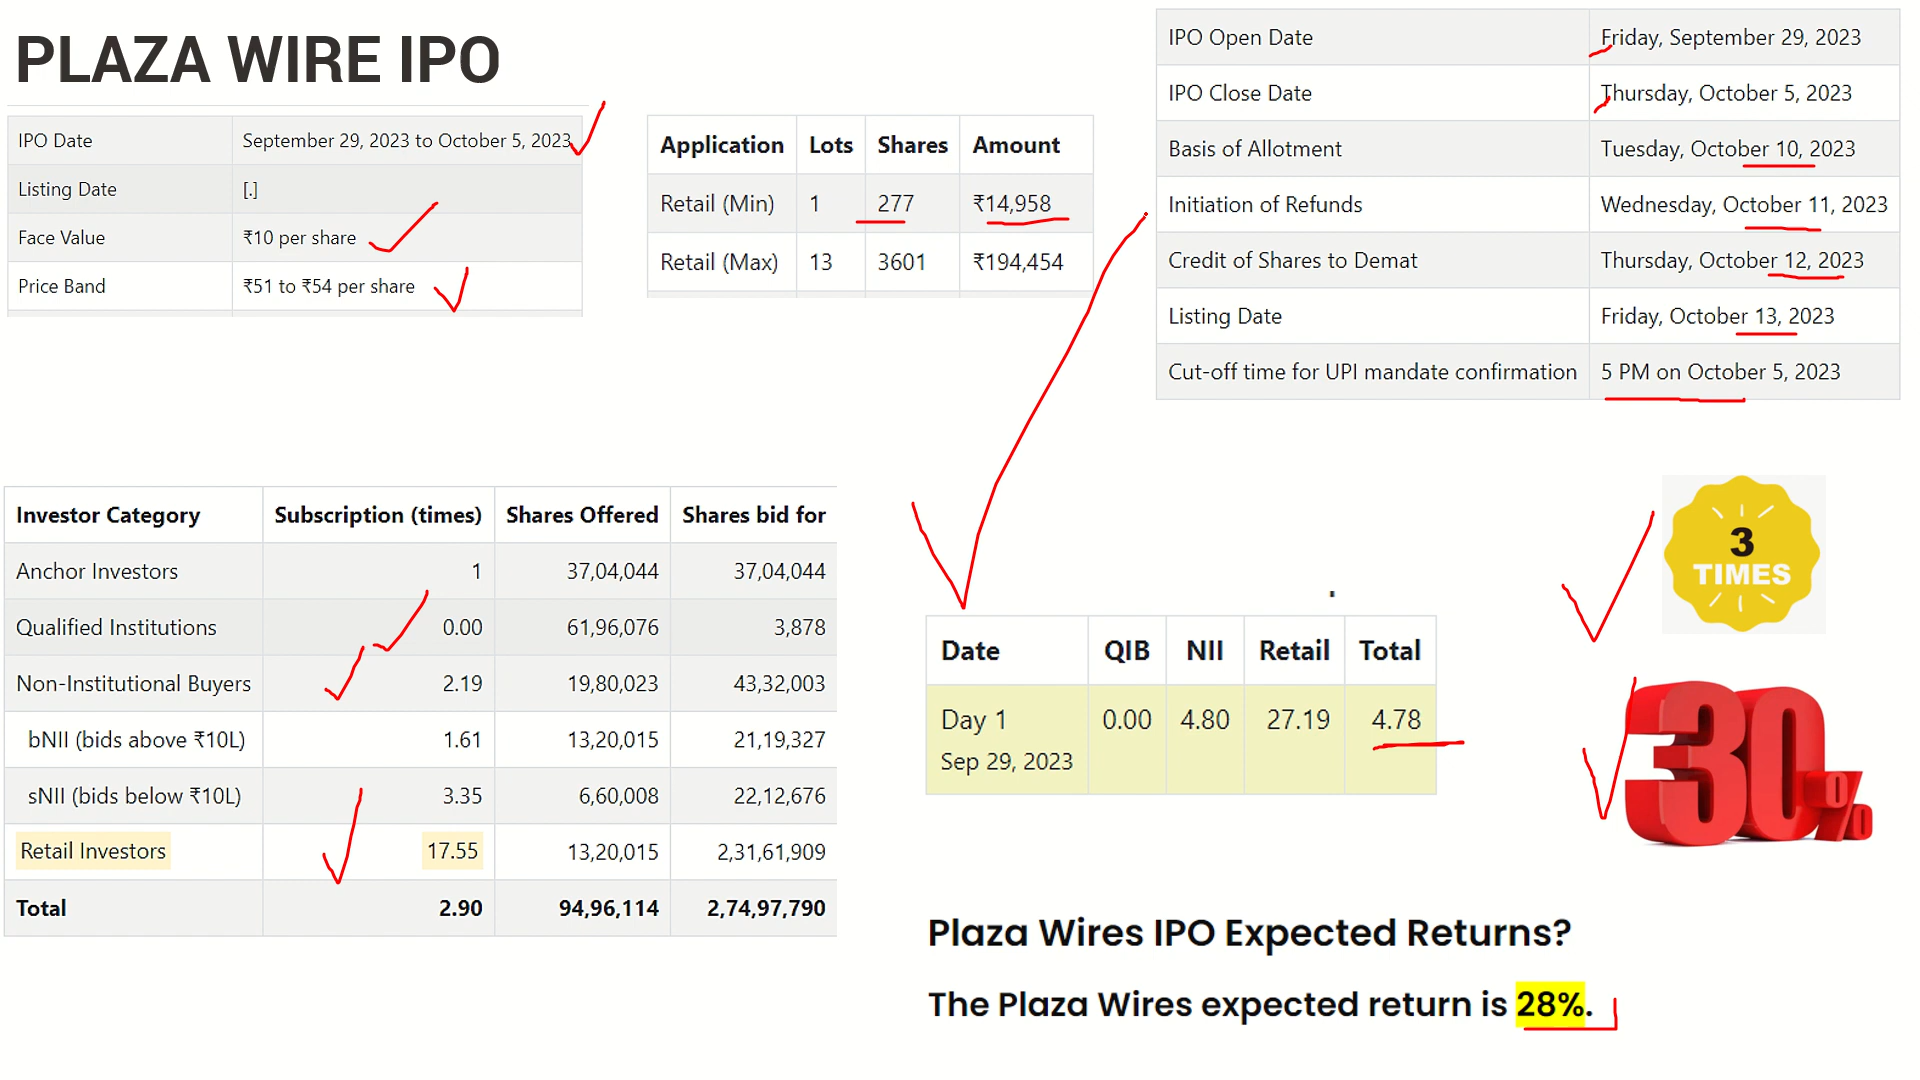 PLAZA WIRE IPO
IPO Date September 29, 2023 to October 5, 2023
Listing Date [.]
Face Value ₹10 per share
Price Band ₹51 to ₹54 per share
Application Lots Shares Amount
Retail (Min) 1 277 ₹14,958
Retail (Max) 13 3601 ₹194,454
IPO Open Date Friday, September 29, 2023
IPO Close Date Thursday, October 5, 2023
Basis of Allotment Tuesday, October 10, 2023
Initiation of Refunds Wednesday, October 11, 2023
Credit of Shares to Demat Thursday, October 12, 2023
Listing Date Friday, October 13, 2023
Cut-off time for UPI mandate confirmation 5 PM on October 5, 2023
Investor Category Subscription (times) Shares Offered Shares bid for
Anchor Investors 1 37,04,044 37,04,044
Qualified Institutions 0.00 61,96,076 3,878
Non-Institutional Buyers 2.19 19,80,023 43,32,003
bNII (bids above ₹10L) 1.61 13,20,015 21,19,327
sNII (bids below ₹10L) 3.35 6,60,008 22,12,676
Retail Investors 17.55 13,20,015 2,31,61,909
Total 2.90 94,96,114 2,74,97,790
Date QIB NII Retail Total
Day 1 0.00 4.80 27.19 4.78
Sep 29, 2023
3
TIMES
30%
Plaza Wires IPO Expected Returns?
The Plaza Wires expected return is 28%.